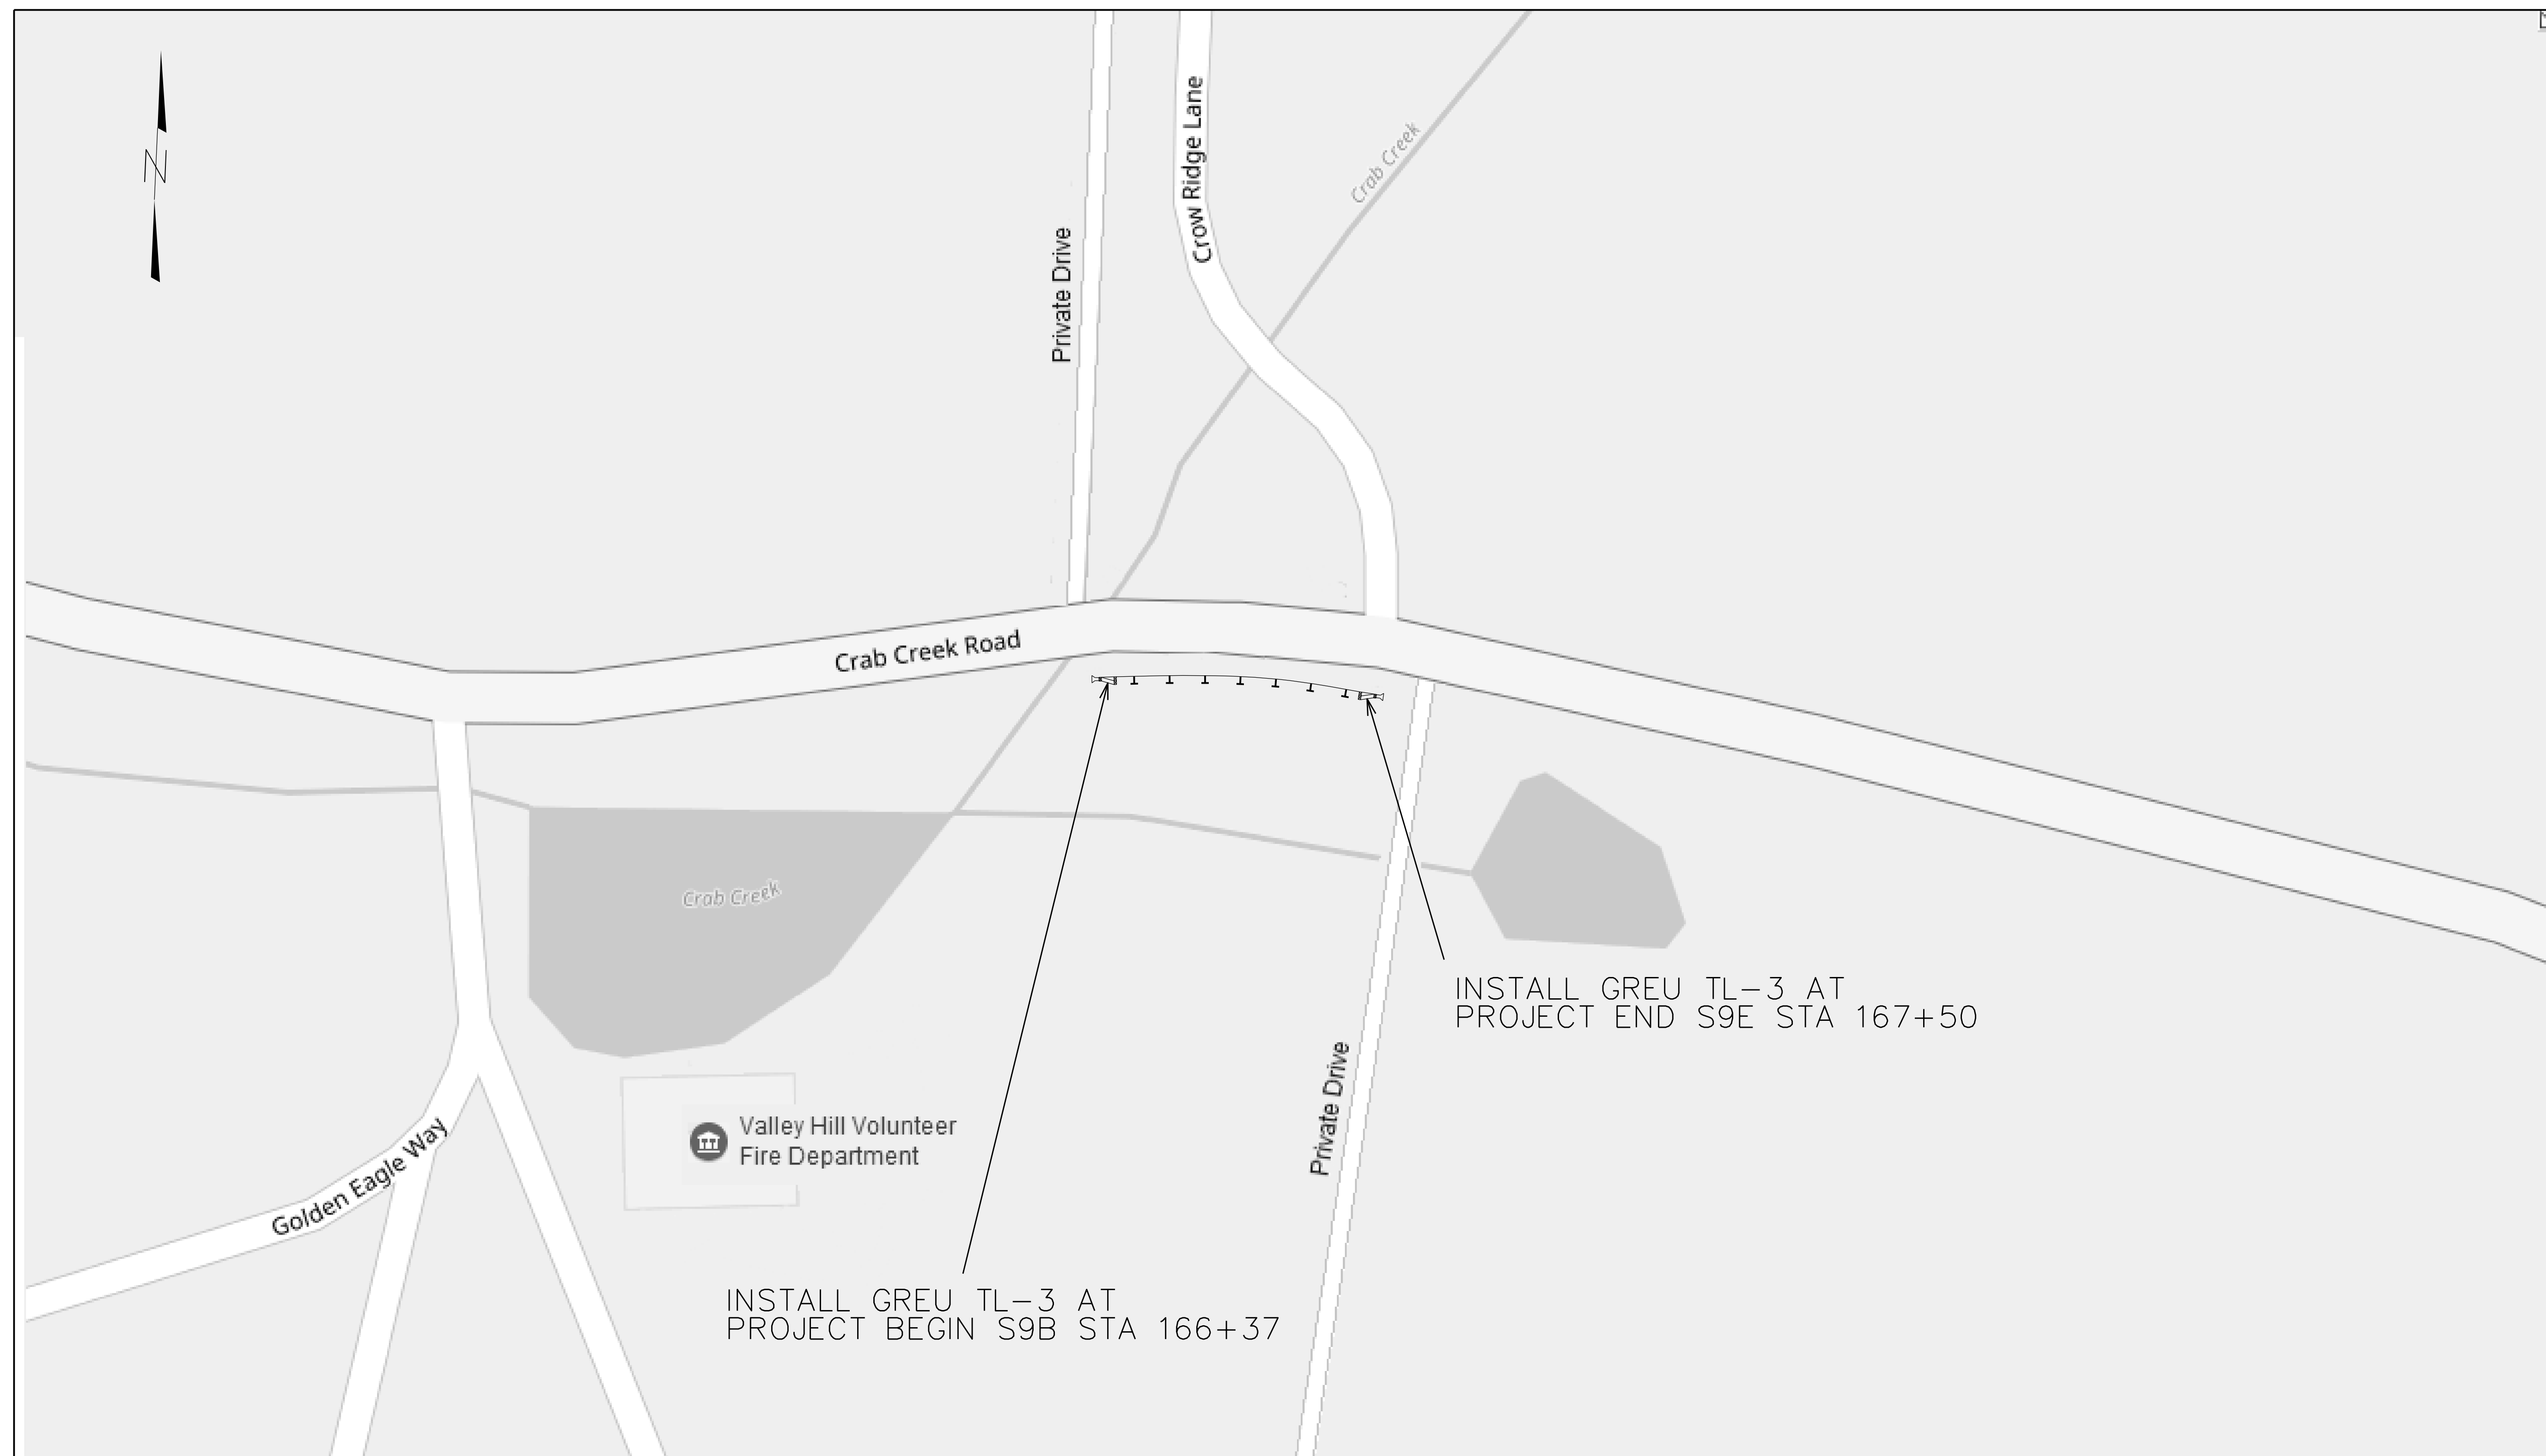 N
Crow Ridge Lane
Crab Creek
Private Drive
Crab Creek Road
Crab Creek
INSTALL GREU TL-3 AT
PROJECT END S9E STA 167+50
Private Drive
Valley Hill Volunteer
Fire Department
Golden Eagle Way
INSTALL GREU TL-3 AT
PROJECT BEGIN S9B STA 166+37